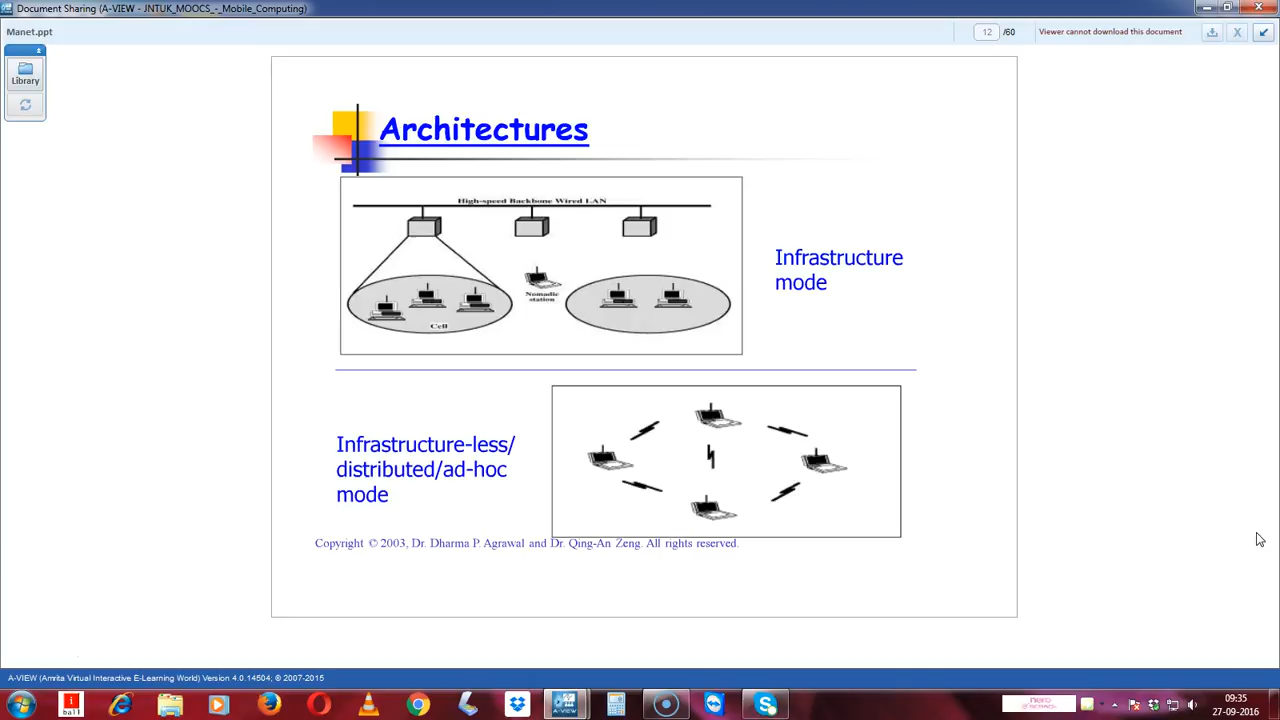 Document Sharing (A-VIEW - JNTUK_MOOCS_-_Mobile_Computing)
Manet.ppt
12 /60
Viewer cannot download this document
Library
Architectures
High-speed Backbone Wired LAN
Nomadic
station
Cell
Infrastructure
mode
Infrastructure-less/
distributed/ad-hoc
mode
Copyright © 2003, Dr. Dharma P. Agrawal and Dr. Qing-An Zeng. All rights reserved.
A-VIEW (Amrita Virtual Interactive E-Learning World) Version 4.0.14504; © 2007-2015
i
ball
A-VIEW
09:35
27-09-2016